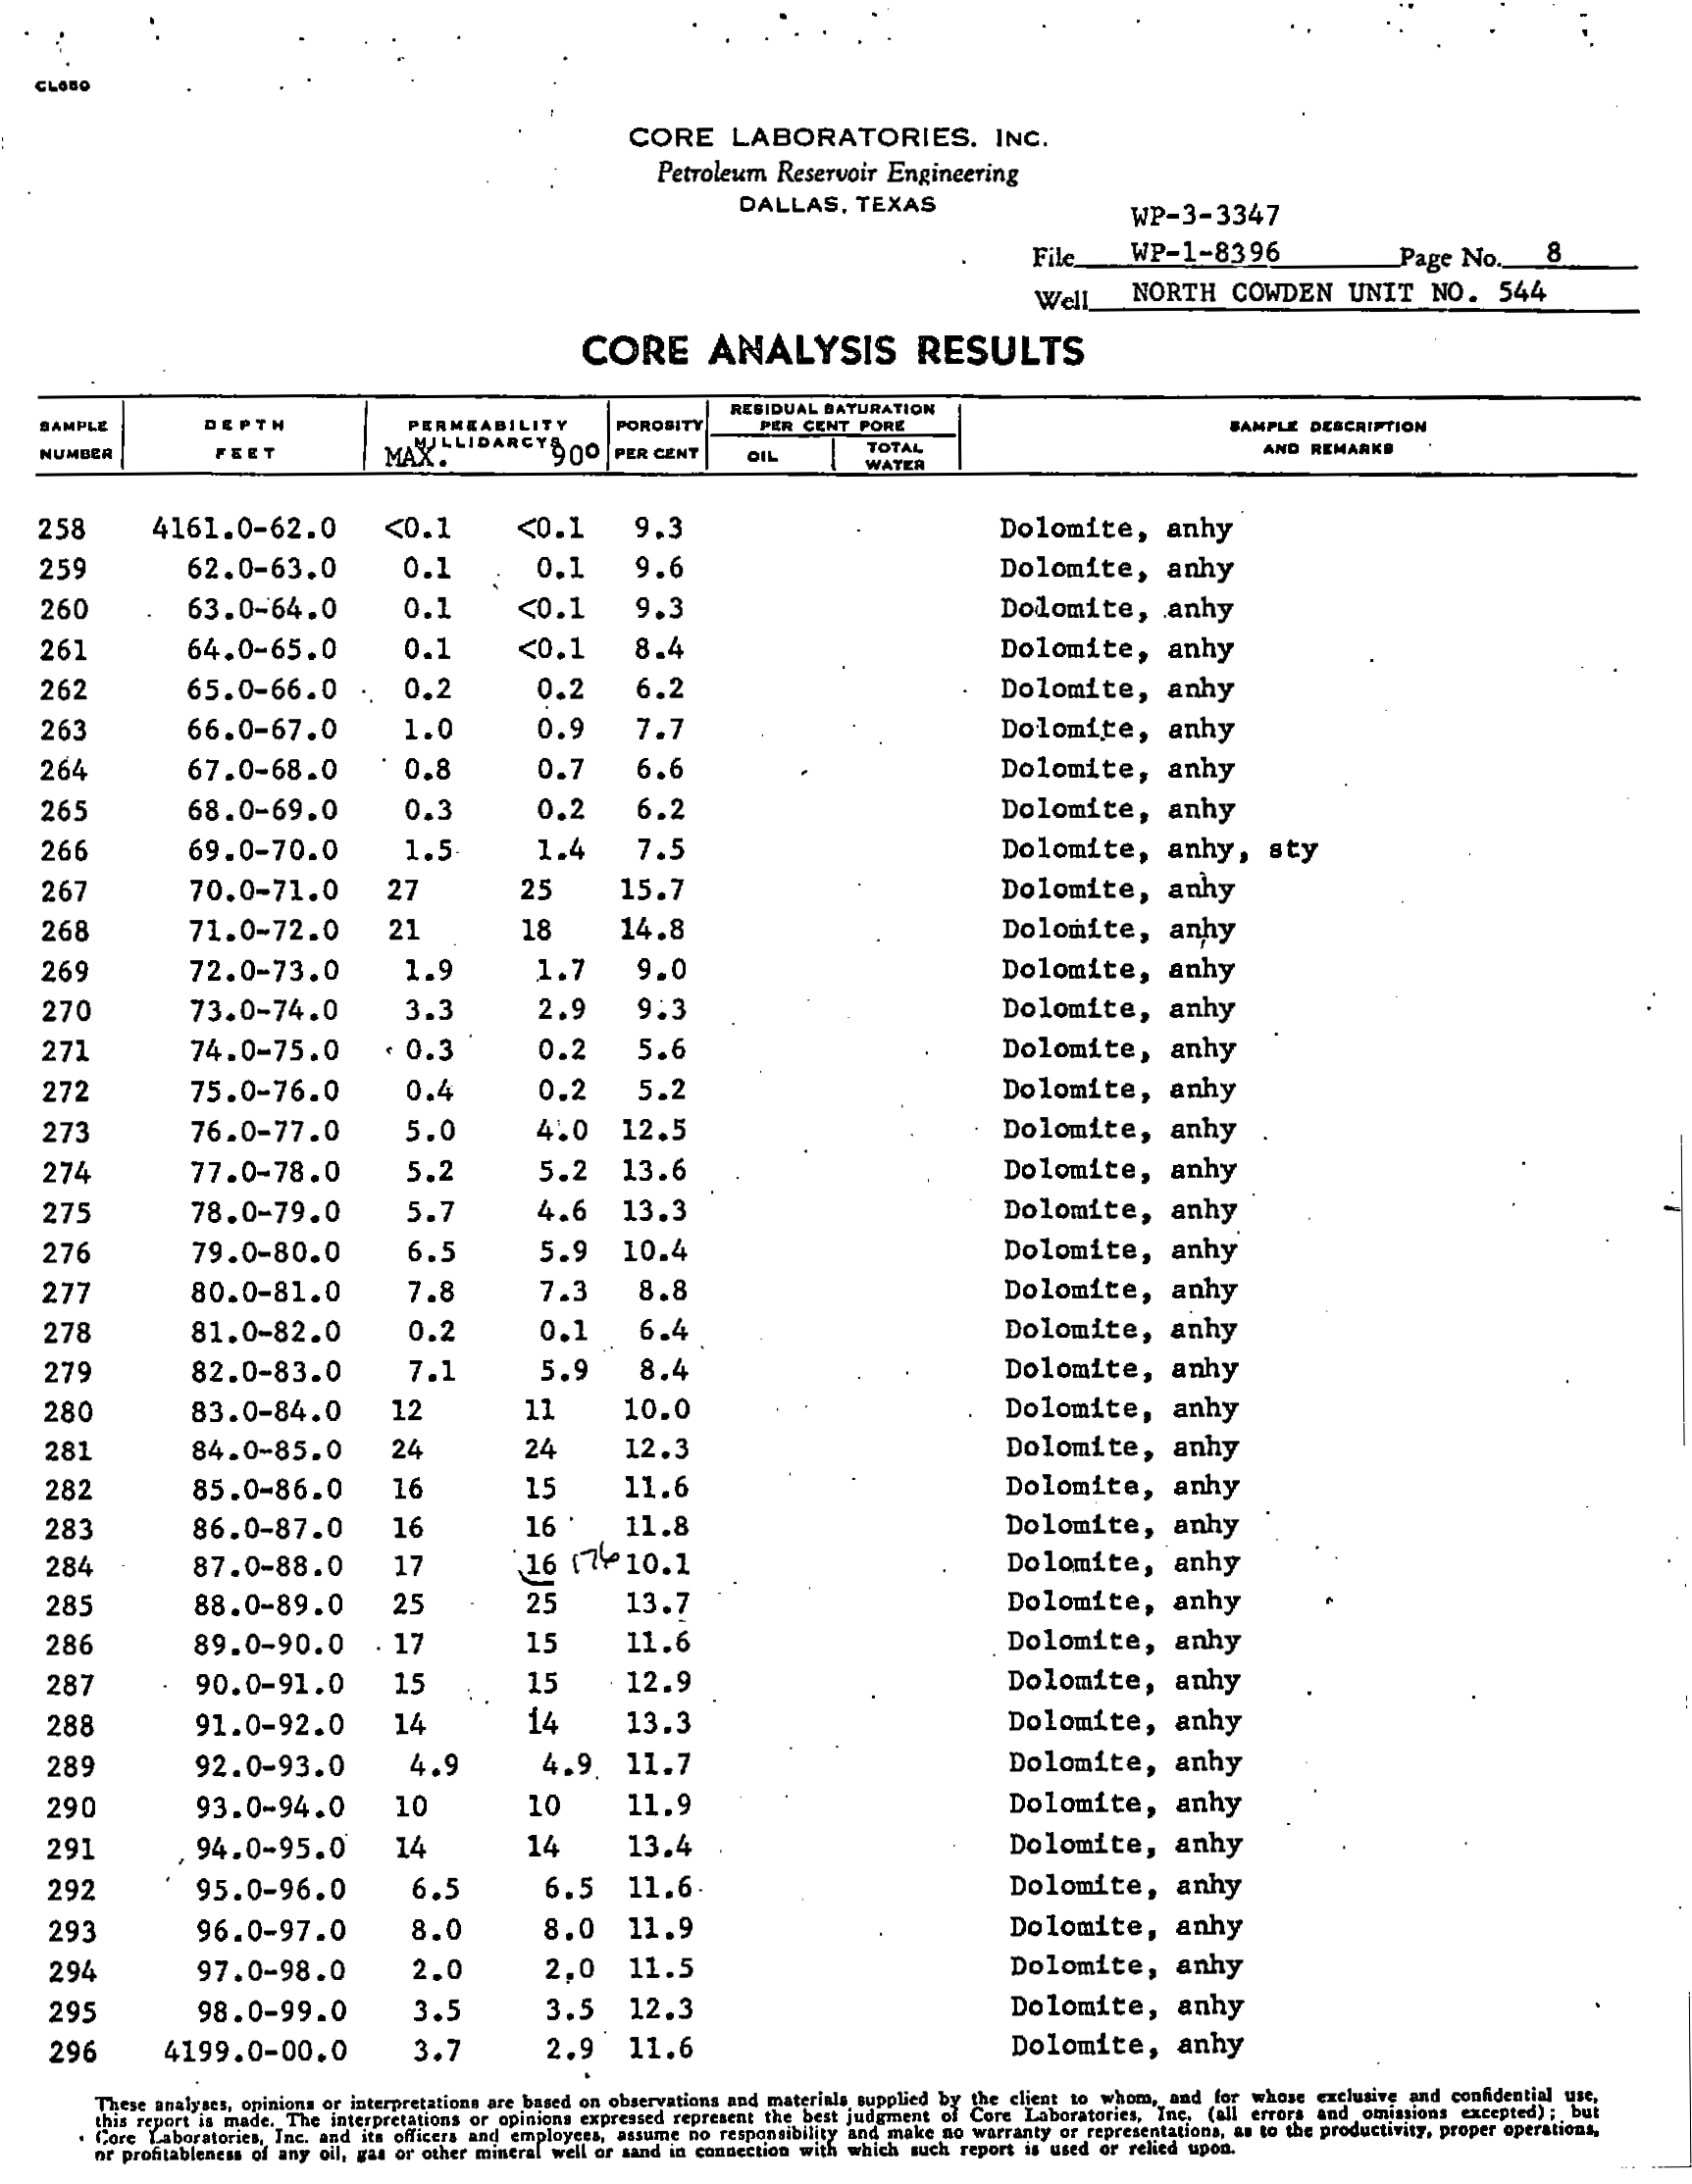 CL680
CORE LABORATORIES, INC.
Petroleum Reservoir Engineering
DALLAS, TEXAS
WP-3-3347
File WP-1-8396 Page No. 8
Well NORTH COWDEN UNIT NO. 544
CORE ANALYSIS RESULTS
SAMPLE NUMBER DEPTH FEET PERMEABILITY MILLIDARCYS MAX. 90° POROSITY PER CENT RESIDUAL SATURATION PER CENT PORE OIL TOTAL WATER SAMPLE DESCRIPTION AND REMARKS
258 4161.0-62.0 <0.1 <0.1 9.3 Dolomite, anhy
259 62.0-63.0 0.1 0.1 9.6 Dolomite, anhy
260 63.0-64.0 0.1 <0.1 9.3 Dolomite, anhy
261 64.0-65.0 0.1 <0.1 8.4 Dolomite, anhy
262 65.0-66.0 0.2 0.2 6.2 Dolomite, anhy
263 66.0-67.0 1.0 0.9 7.7 Dolomite, anhy
264 67.0-68.0 0.8 0.7 6.6 Dolomite, anhy
265 68.0-69.0 0.3 0.2 6.2 Dolomite, anhy
266 69.0-70.0 1.5 1.4 7.5 Dolomite, anhy, sty
267 70.0-71.0 27 25 15.7 Dolomite, anhy
268 71.0-72.0 21 18 14.8 Dolomite, anhy
269 72.0-73.0 1.9 1.7 9.0 Dolomite, anhy
270 73.0-74.0 3.3 2.9 9.3 Dolomite, anhy
271 74.0-75.0 0.3 0.2 5.6 Dolomite, anhy
272 75.0-76.0 0.4 0.2 5.2 Dolomite, anhy
273 76.0-77.0 5.0 4.0 12.5 Dolomite, anhy
274 77.0-78.0 5.2 5.2 13.6 Dolomite, anhy
275 78.0-79.0 5.7 4.6 13.3 Dolomite, anhy
276 79.0-80.0 6.5 5.9 10.4 Dolomite, anhy
277 80.0-81.0 7.8 7.3 8.8 Dolomite, anhy
278 81.0-82.0 0.2 0.1 6.4 Dolomite, anhy
279 82.0-83.0 7.1 5.9 8.4 Dolomite, anhy
280 83.0-84.0 12 11 10.0 Dolomite, anhy
281 84.0-85.0 24 24 12.3 Dolomite, anhy
282 85.0-86.0 16 15 11.6 Dolomite, anhy
283 86.0-87.0 16 16 11.8 Dolomite, anhy
284 87.0-88.0 17 16 176 10.1 Dolomite, anhy
285 88.0-89.0 25 25 13.7 Dolomite, anhy
286 89.0-90.0 17 15 11.6 Dolomite, anhy
287 90.0-91.0 15 15 12.9 Dolomite, anhy
288 91.0-92.0 14 14 13.3 Dolomite, anhy
289 92.0-93.0 4.9 4.9 11.7 Dolomite, anhy
290 93.0-94.0 10 10 11.9 Dolomite, anhy
291 94.0-95.0 14 14 13.4 Dolomite, anhy
292 95.0-96.0 6.5 6.5 11.6 Dolomite, anhy
293 96.0-97.0 8.0 8.0 11.9 Dolomite, anhy
294 97.0-98.0 2.0 2.0 11.5 Dolomite, anhy
295 98.0-99.0 3.5 3.5 12.3 Dolomite, anhy
296 4199.0-00.0 3.7 2.9 11.6 Dolomite, anhy
These analyses, opinions or interpretations are based on observations and materials supplied by the client to whom, and for whose exclusive and confidential use,
this report is made. The interpretations or opinions expressed represent the best judgment of Core Laboratories, Inc. (all errors and omissions excepted); but
Core Laboratories, Inc. and its officers and employees, assume no responsibility and make no warranty or representations, as to the productivity, proper operations,
or profitableness of any oil, gas or other mineral well or sand in connection with which such report is used or relied upon.